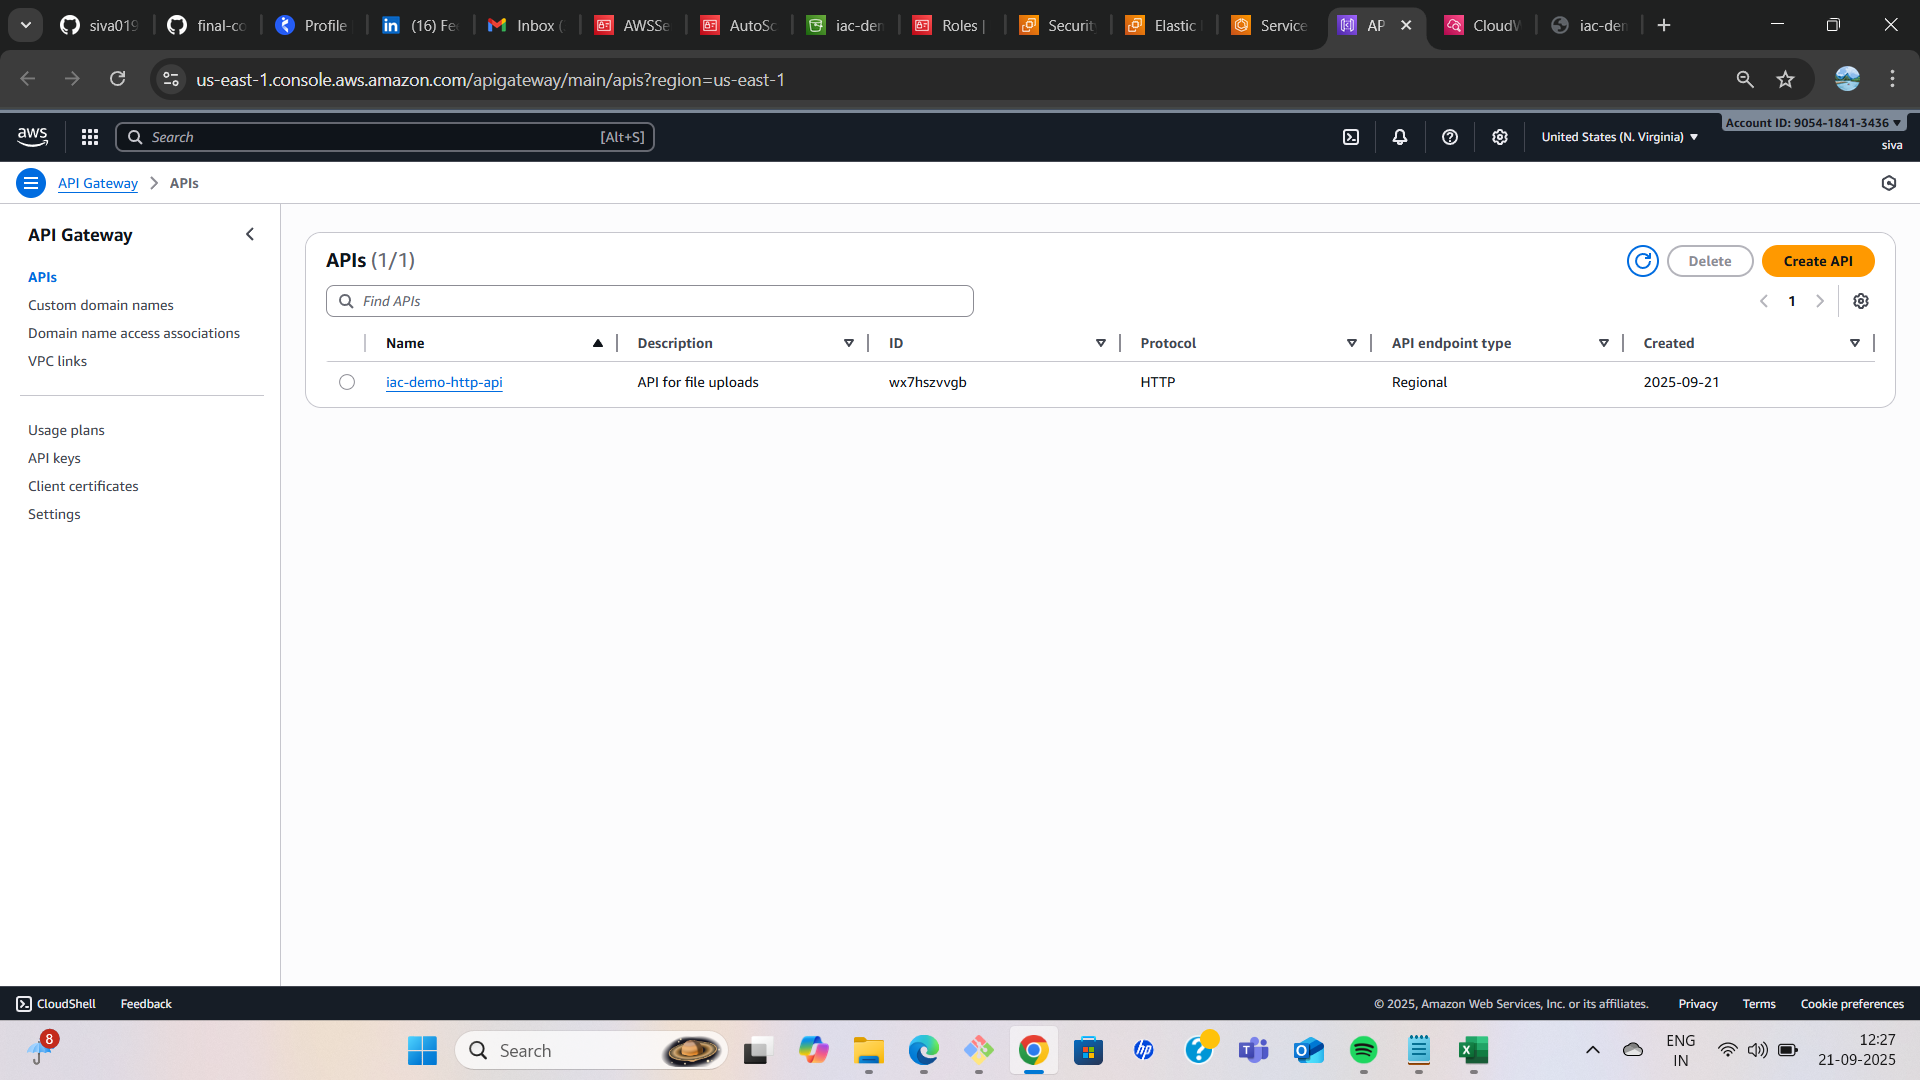 siva019
final-co
Profile
(16) Fe
Inbox (
AWSSe
AutoSc
iac-den
Roles |
Security
Elastic
Service
AP
CloudW
iac-den
us-east-1.console.aws.amazon.com/apigateway/main/apis?region=us-east-1
aws
Search
[Alt+S]
United States (N. Virginia)
Account ID: 9054-1841-3436
siva
API Gateway
APIs
API Gateway
APIs
Custom domain names
Domain name access associations
VPC links
Usage plans
API keys
Client certificates
Settings
APIs (1/1)
Delete
Create API
Find APIs
1
Name Description ID Protocol API endpoint type Created
iac-demo-http-api API for file uploads wx7hszvvgb HTTP Regional 2025-09-21
CloudShell
Feedback
© 2025, Amazon Web Services, Inc. or its affiliates.
Privacy
Terms
Cookie preferences
8
Search
ENG
IN
12:27
21-09-2025